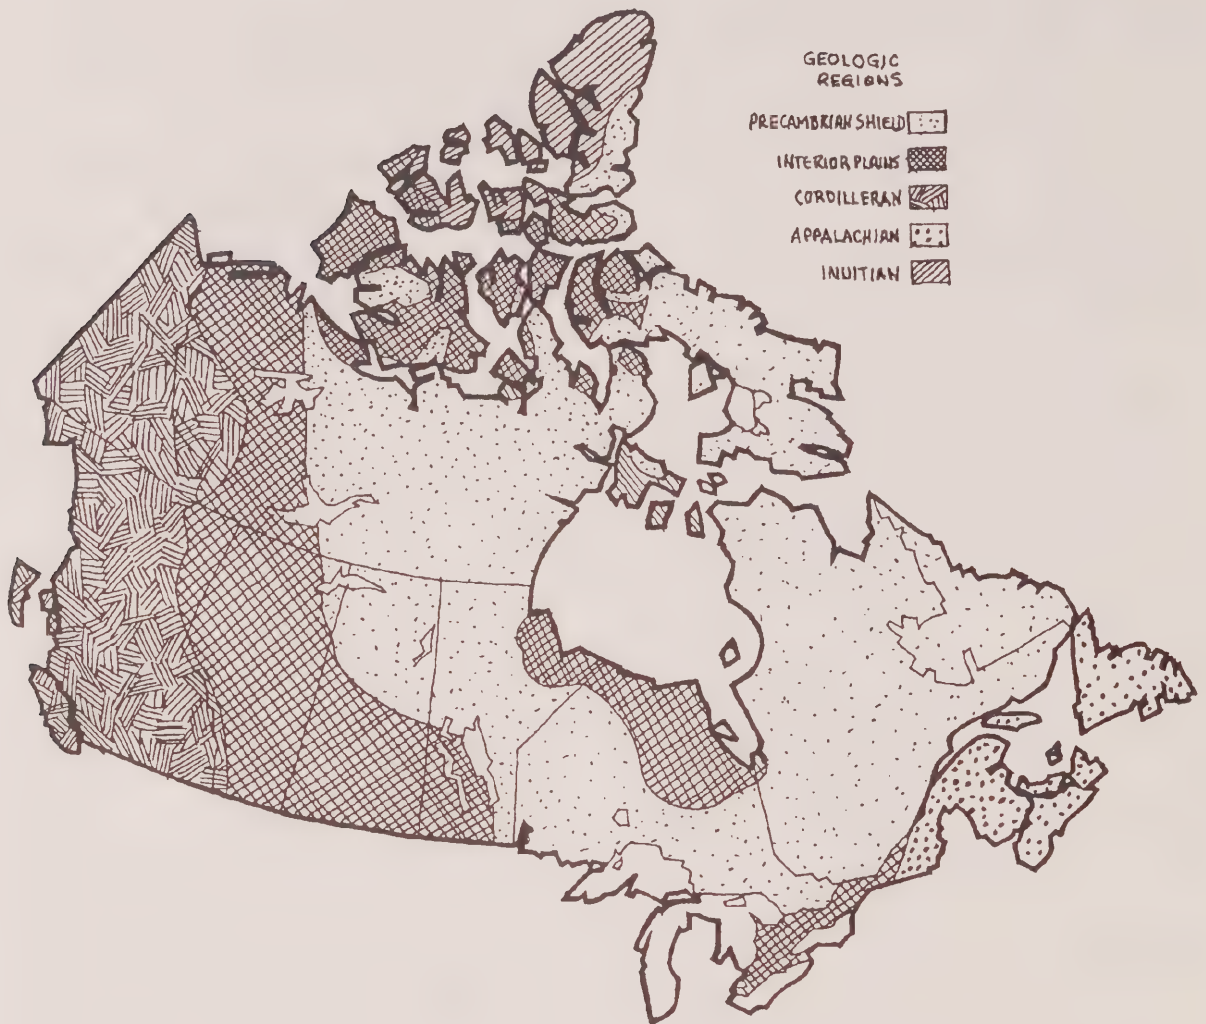 GEOLOGIC
REGIONS
PRECAMBRIAN SHIELD
INTERIOR PLAINS
CORDILLERAN
APPALACHIAN
INUITIAN